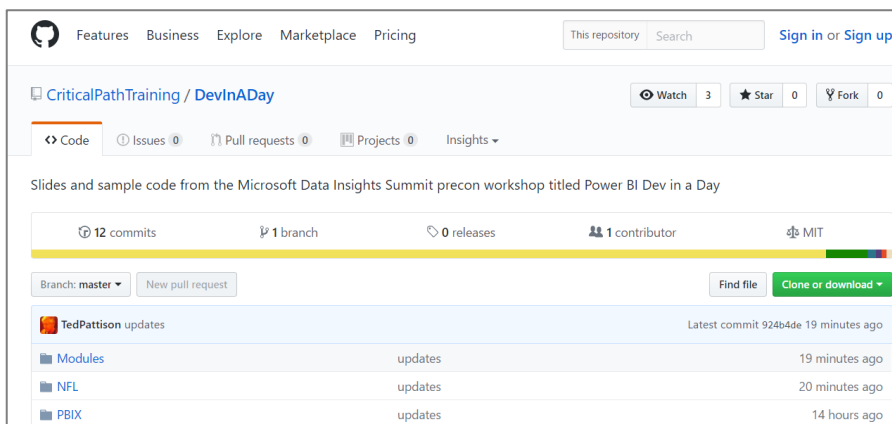 Features Business Explore Marketplace Pricing This repository Search Sign in or Sign up
CriticalPathTraining / DevInADay Watch 3 Star 0 Fork 0
<> Code Issues 0 Pull requests 0 Projects 0 Insights
Slides and sample code from the Microsoft Data Insights Summit precon workshop titled Power BI Dev in a Day
12 commits 1 branch 0 releases 1 contributor MIT
Branch: master New pull request Find file Clone or download
TedPattison updates Latest commit 924b4de 19 minutes ago
Modules updates 19 minutes ago
NFL updates 20 minutes ago
PBIX updates 14 hours ago